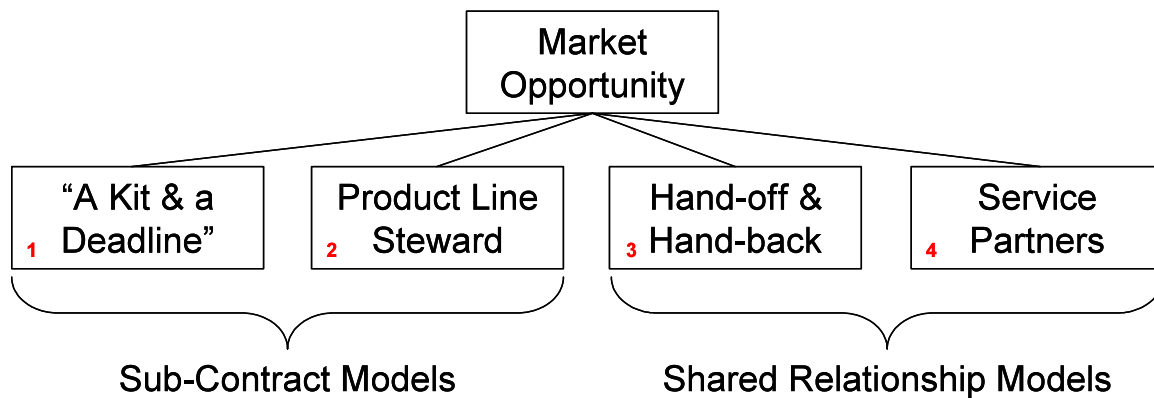 Market
Opportunity
“A Kit & a
Deadline”
1
Product Line
Steward
2
Hand-off &
Hand-back
3
Service
Partners
4
Sub-Contract Models
Shared Relationship Models